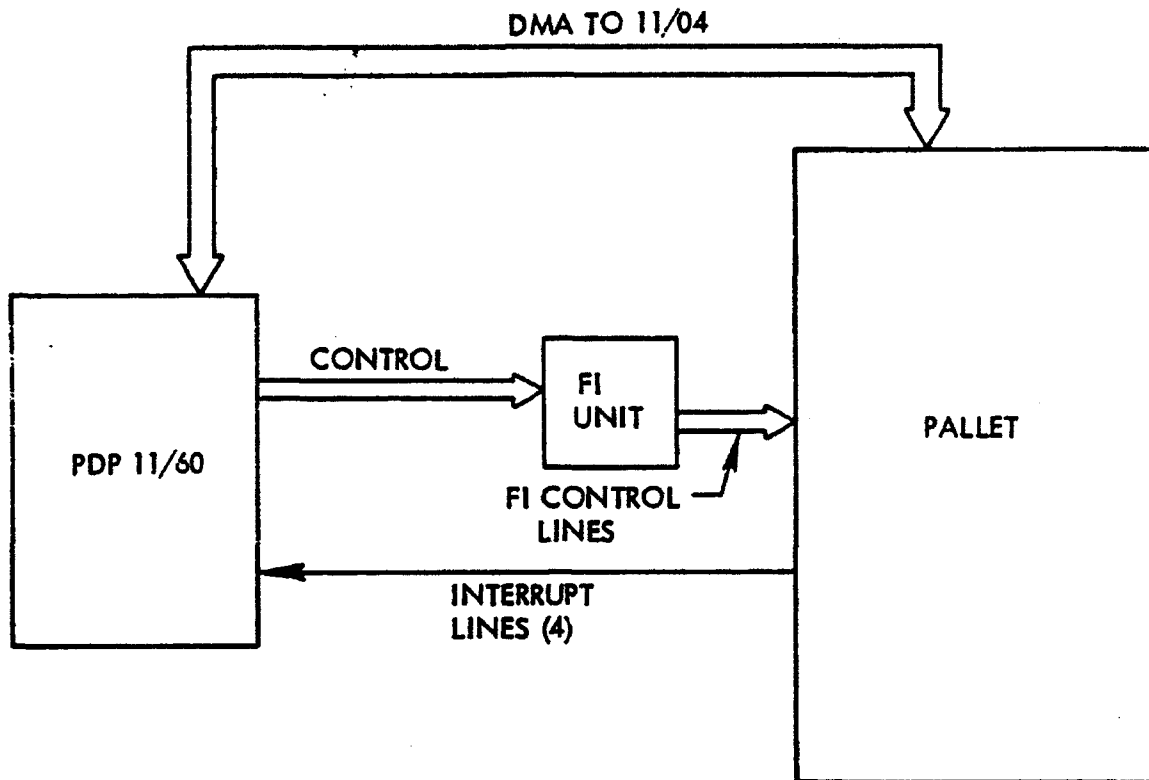 DMA TO 11/04
CONTROL
FI
UNIT
PDP 11/60
PALLET
FI CONTROL
LINES
INTERRUPT
LINES (4)